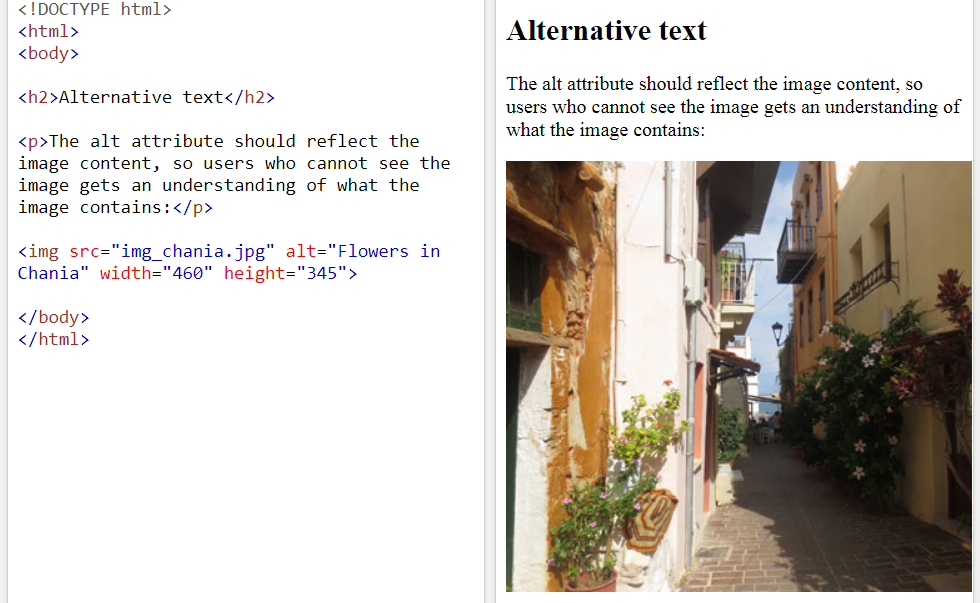 <!DOCTYPE html>
<html>
<body>
<h2>Alternative text</h2>
<p>The alt attribute should reflect the
image content, so users who cannot see the
image gets an understanding of what the
image contains:</p>
<img src="img_chania.jpg" alt="Flowers in
Chania" width="460" height="345">
</body>
</html>
Alternative text
The alt attribute should reflect the image content, so
users who cannot see the image gets an understanding of
what the image contains: